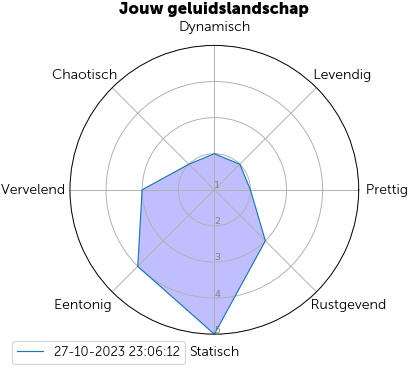 Jouw geluidslandschap
Dynamisch
Chaotisch
Levendig
Vervelend
Prettig
1
2
3
4
5
Eentonig
Rustgevend
Statisch
27-10-2023 23:06:12